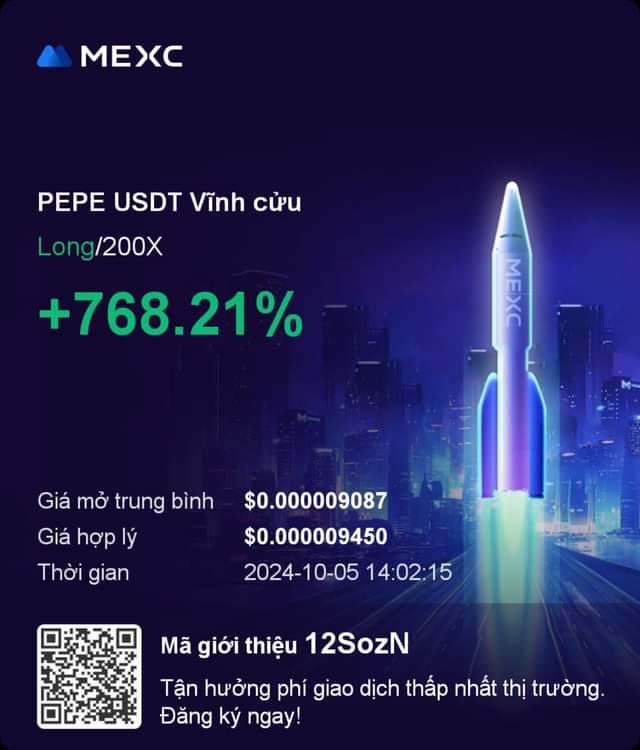 MEXC
PEPE USDT Vĩnh cửu
Long/200X
+768.21%
MEXC
Giá mở trung bình $0.000009087
Giá hợp lý $0.000009450
Thời gian 2024-10-05 14:02:15
Mã giới thiệu 12SozN
Tận hưởng phí giao dịch thấp nhất thị trường.
Đăng ký ngay!